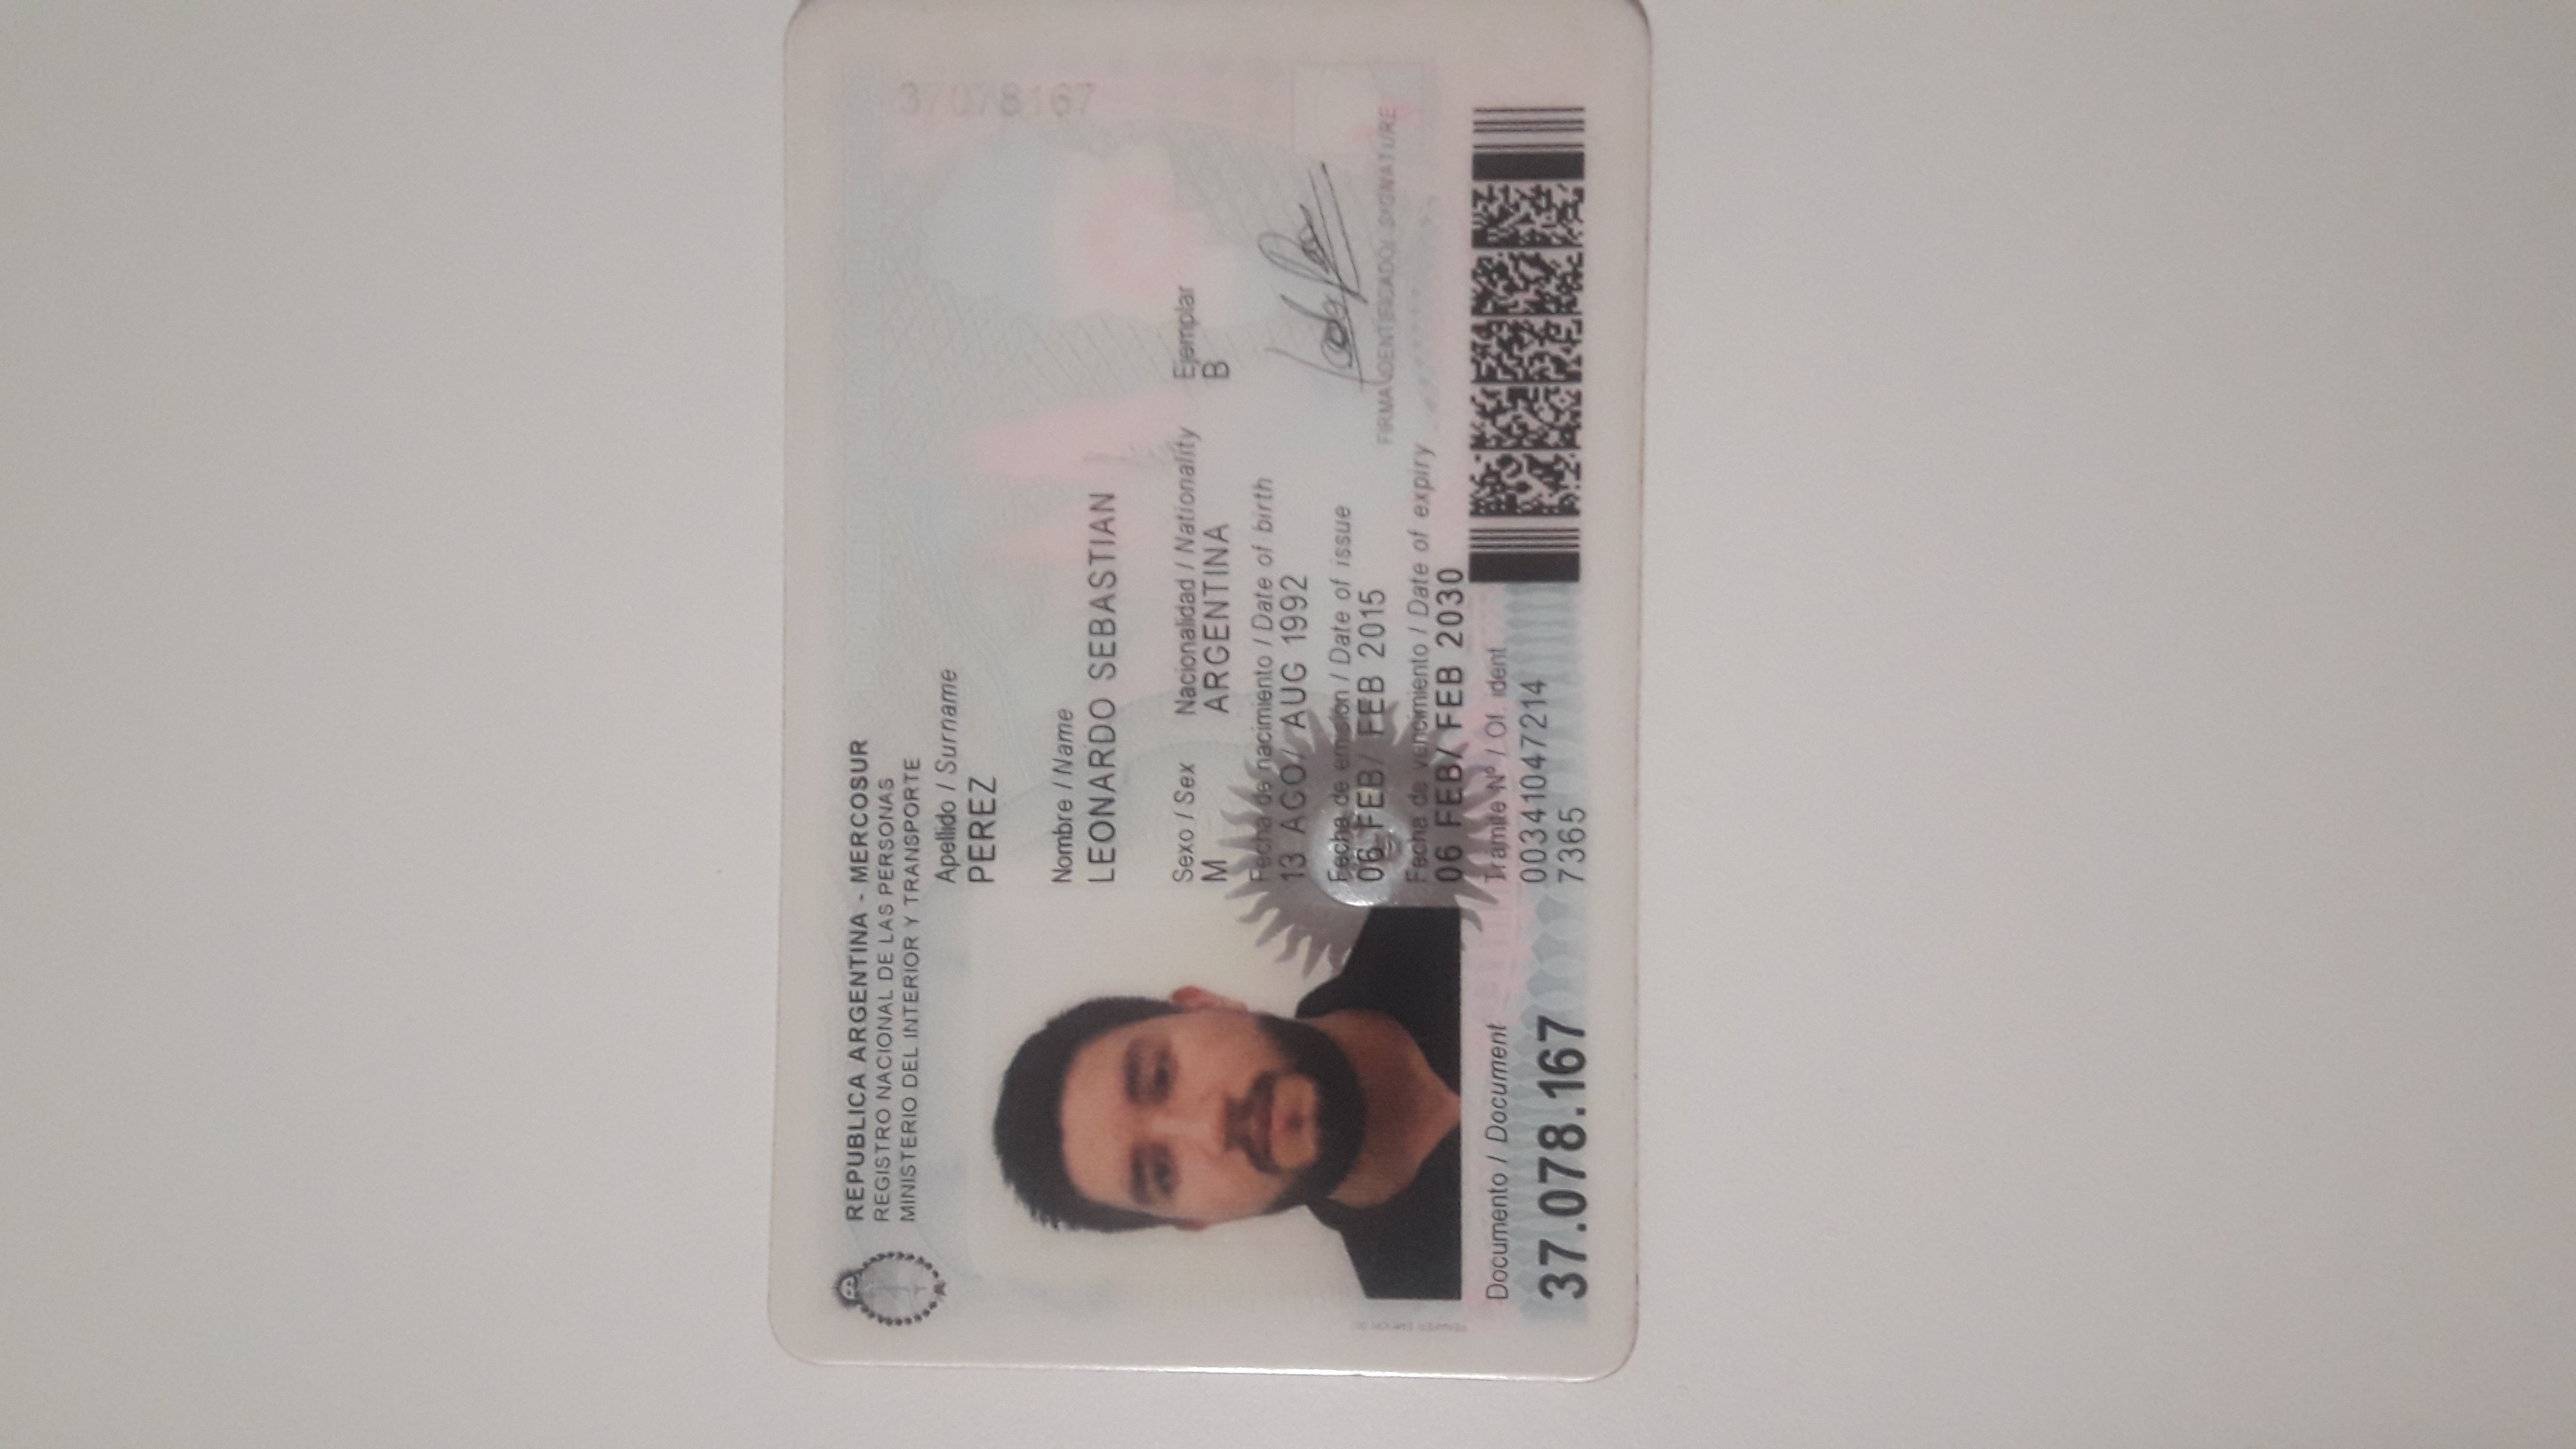 REPUBLICA ARGENTINA - MERCOSUR
REGISTRO NACIONAL DE LAS PERSONAS
MINISTERIO DEL INTERIOR Y TRANSPORTE
Apellido / Surname
PEREZ
Nombre / Name
LEONARDO SEBASTIAN
Sexo / Sex Nacionalidad / Nationality Ejemplar
M ARGENTINA B
Fecha de nacimiento / Date of birth
13 AGO/ AUG 1992
Fecha de emisión / Date of issue
06 FEB/ FEB 2015
FIRMA IDENTIFICADO/ SIGNATURE
Fecha de vencimiento / Date of expiry
06 FEB/ FEB 2030
Documento / Document
37.078.167
Tramite Nº / Of. ident
00341047214
7365
37078167